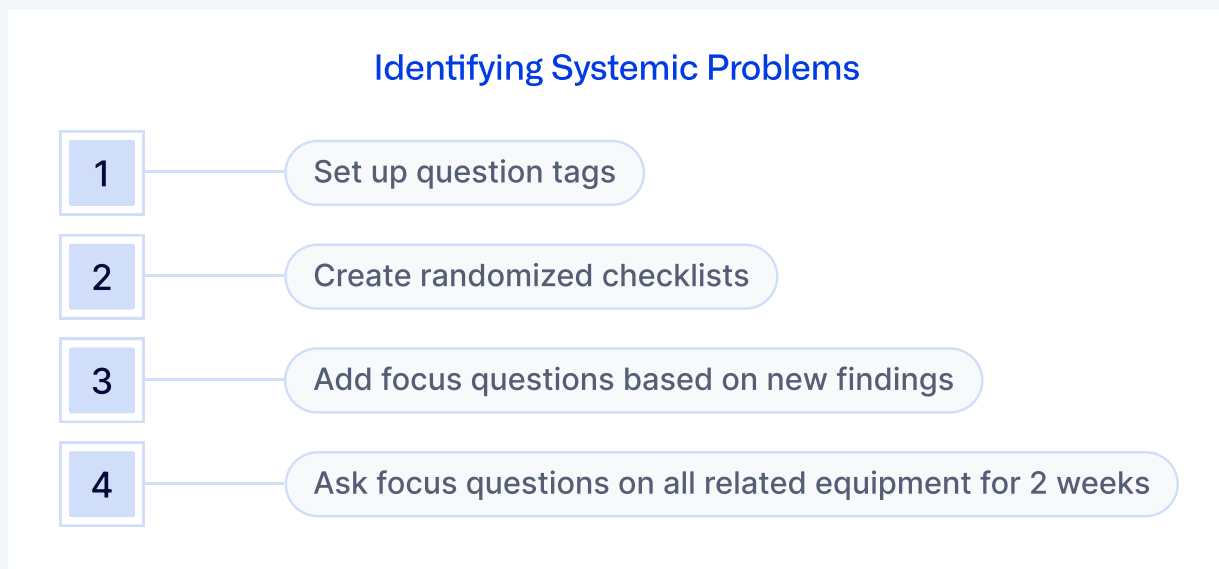 Identifying Systemic Problems
1
Set up question tags
2
Create randomized checklists
3
Add focus questions based on new findings
4
Ask focus questions on all related equipment for 2 weeks